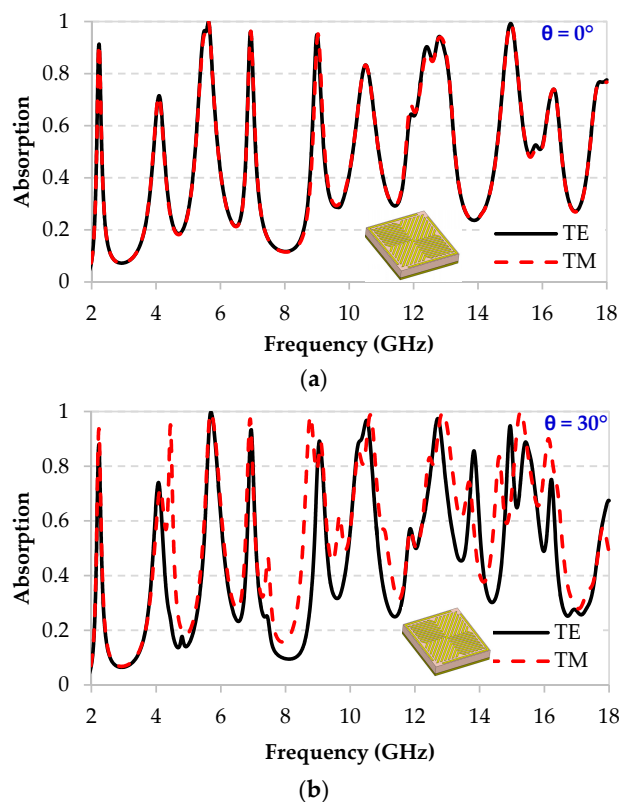 θ = 0°
1
0.8
0.6
0.4
0.2
0
Absorption
TE
TM
2 4 6 8 10 12 14 16 18
Frequency (GHz)
(a)
θ = 30°
1
0.8
0.6
0.4
0.2
0
Absorption
TE
TM
2 4 6 8 10 12 14 16 18
Frequency (GHz)
(b)